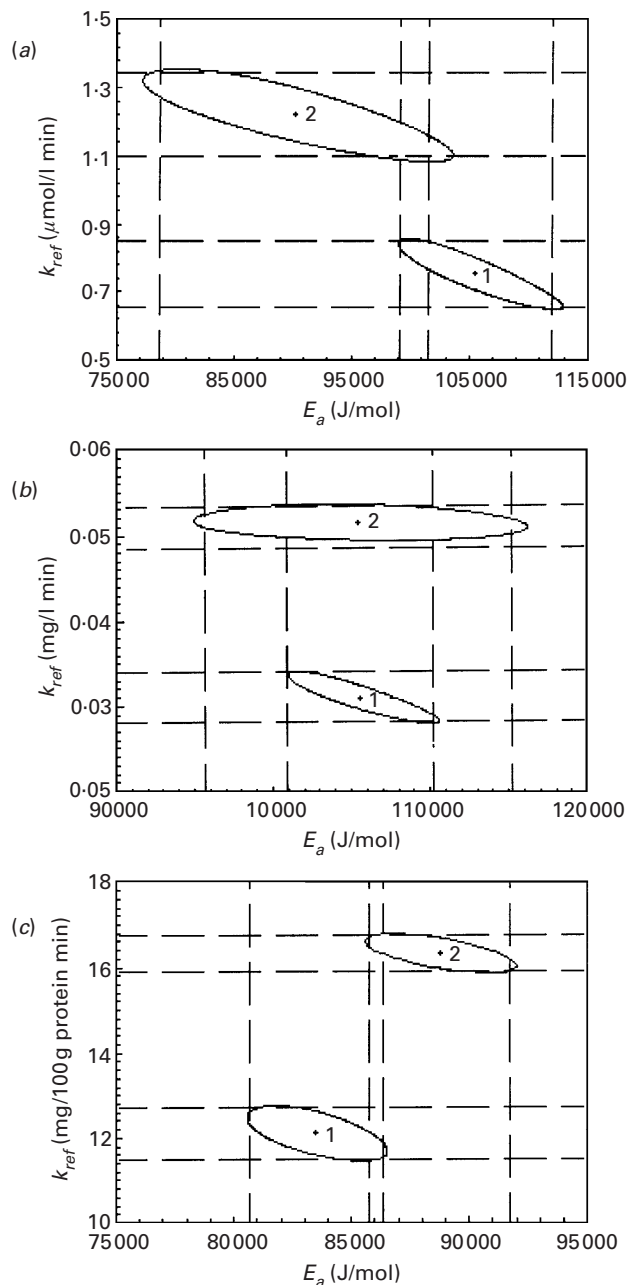 (a)
1·5
1·3
1·1
0·9
0·7
0·5
k_ref (μmol/l min)
2
1
75000 85000 95000 105000 115000
E_a (J/mol)
(b)
0·06
0·05
0·04
0·03
0·05
k_ref (mg/l min)
2
1
90000 10000 110000 120000
E_a (J/mol)
(c)
18
16
14
12
10
k_ref (mg/100g protein min)
2
1
75000 80000 85000 90000 95000
E_a (J/mol)